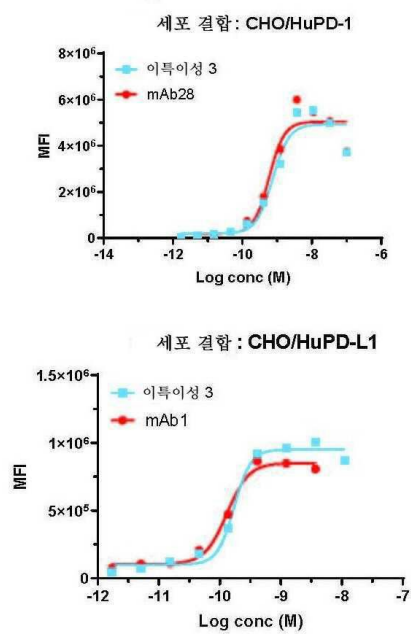 세포 결합 : CHO/HuPD-1
8×10⁶
6×10⁶
4×10⁶
2×10⁶
0
MFI
이특이성 3
mAb28
-14 -12 -10 -8 -6
Log conc (M)
세포 결합 : CHO/HuPD-L1
1.5×10⁶
1×10⁶
5×10⁵
0
MFI
이특이성 3
mAb1
-12 -11 -10 -9 -8 -7
Log conc (M)